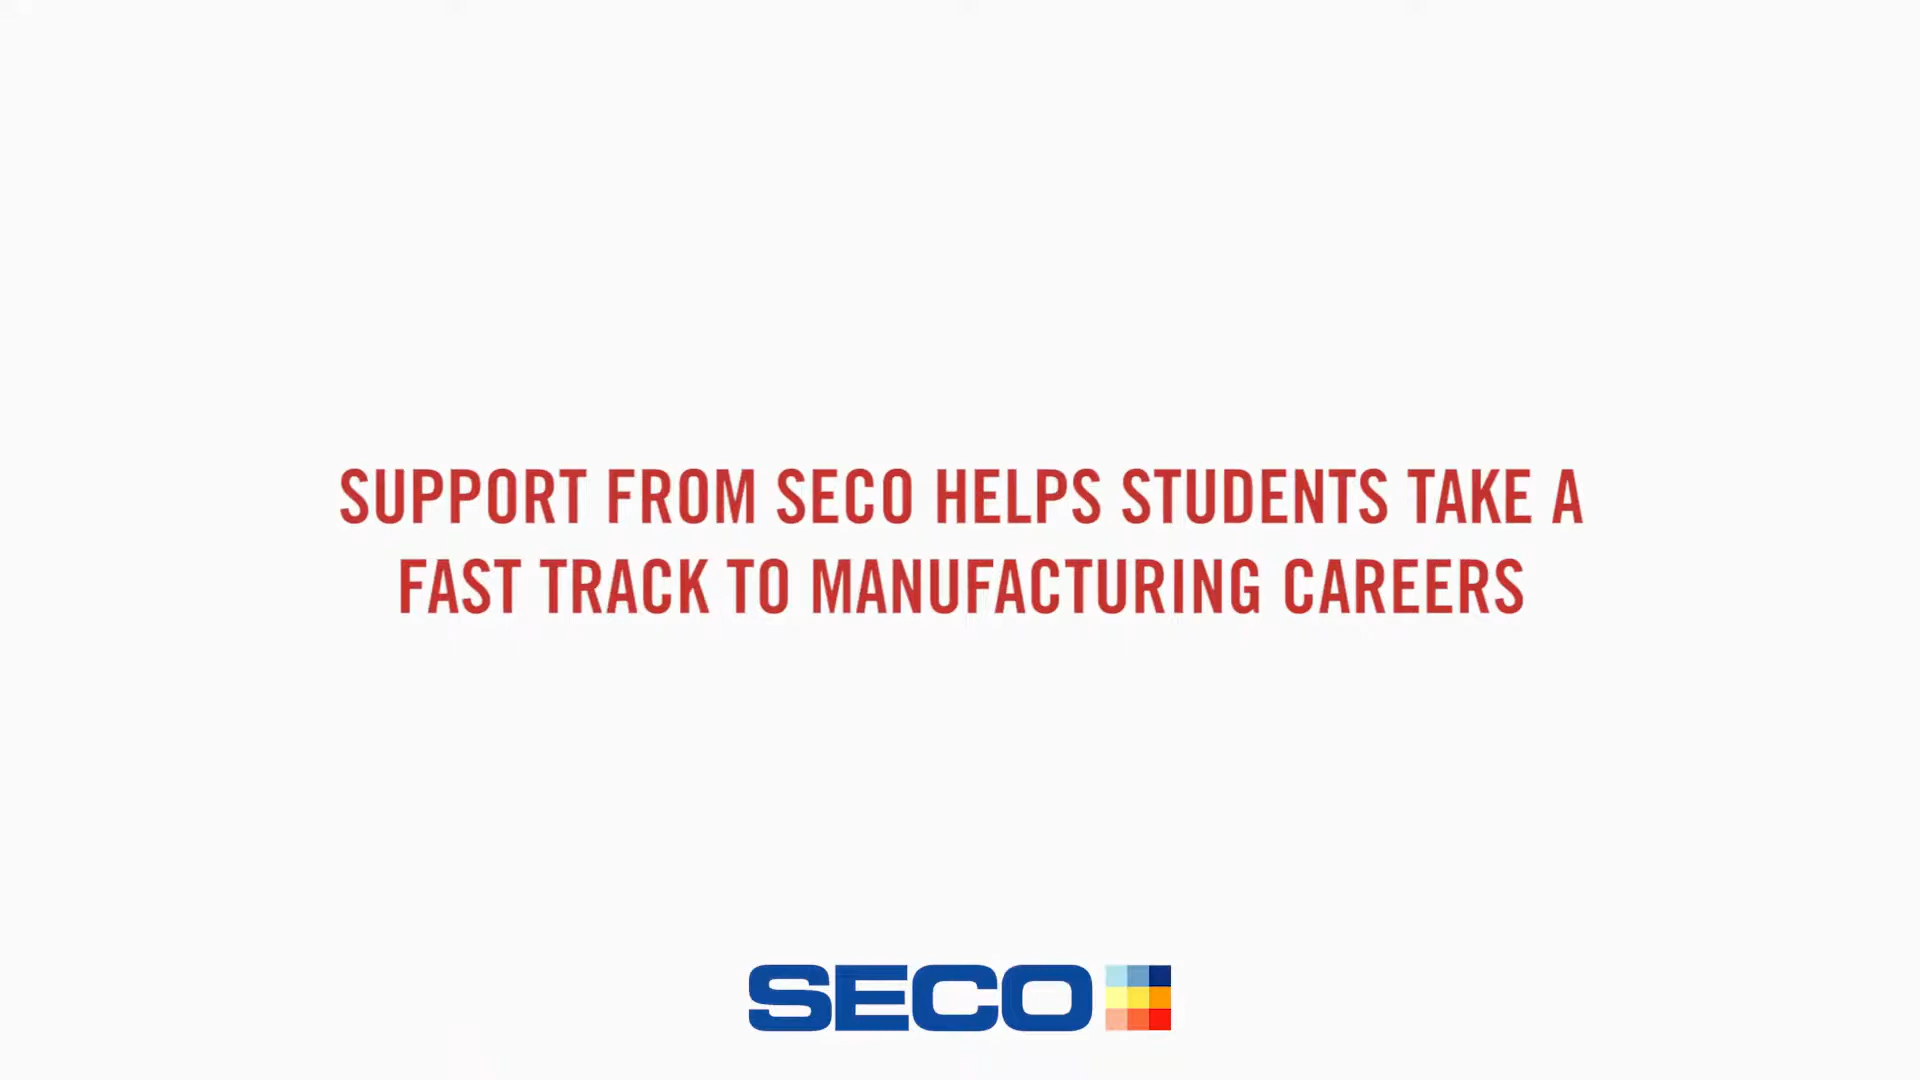 SUPPORT FROM SECO HELPS STUDENTS TAKE A
FAST TRACK TO MANUFACTURING CAREERS
SECO